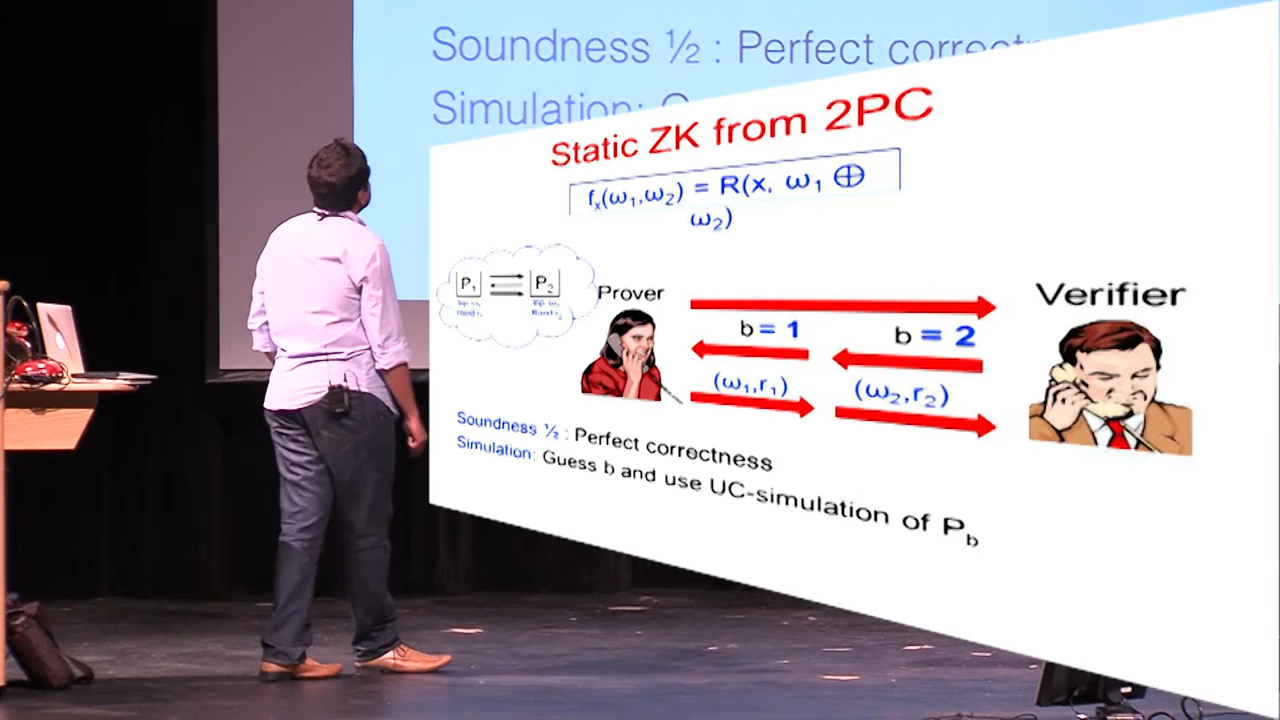 Soundness ½ : Perfect
Simulation:
Static ZK from 2PC
fx(ω1,ω2) = R(x, ω1 ⊕
ω2)
P1 P2
Prover
Verifier
b = 1
b = 2
(ω1,r1)
(ω2,r2)
Soundness ½ : Perfect correctness
Simulation: Guess b and use UC-simulation of Pb